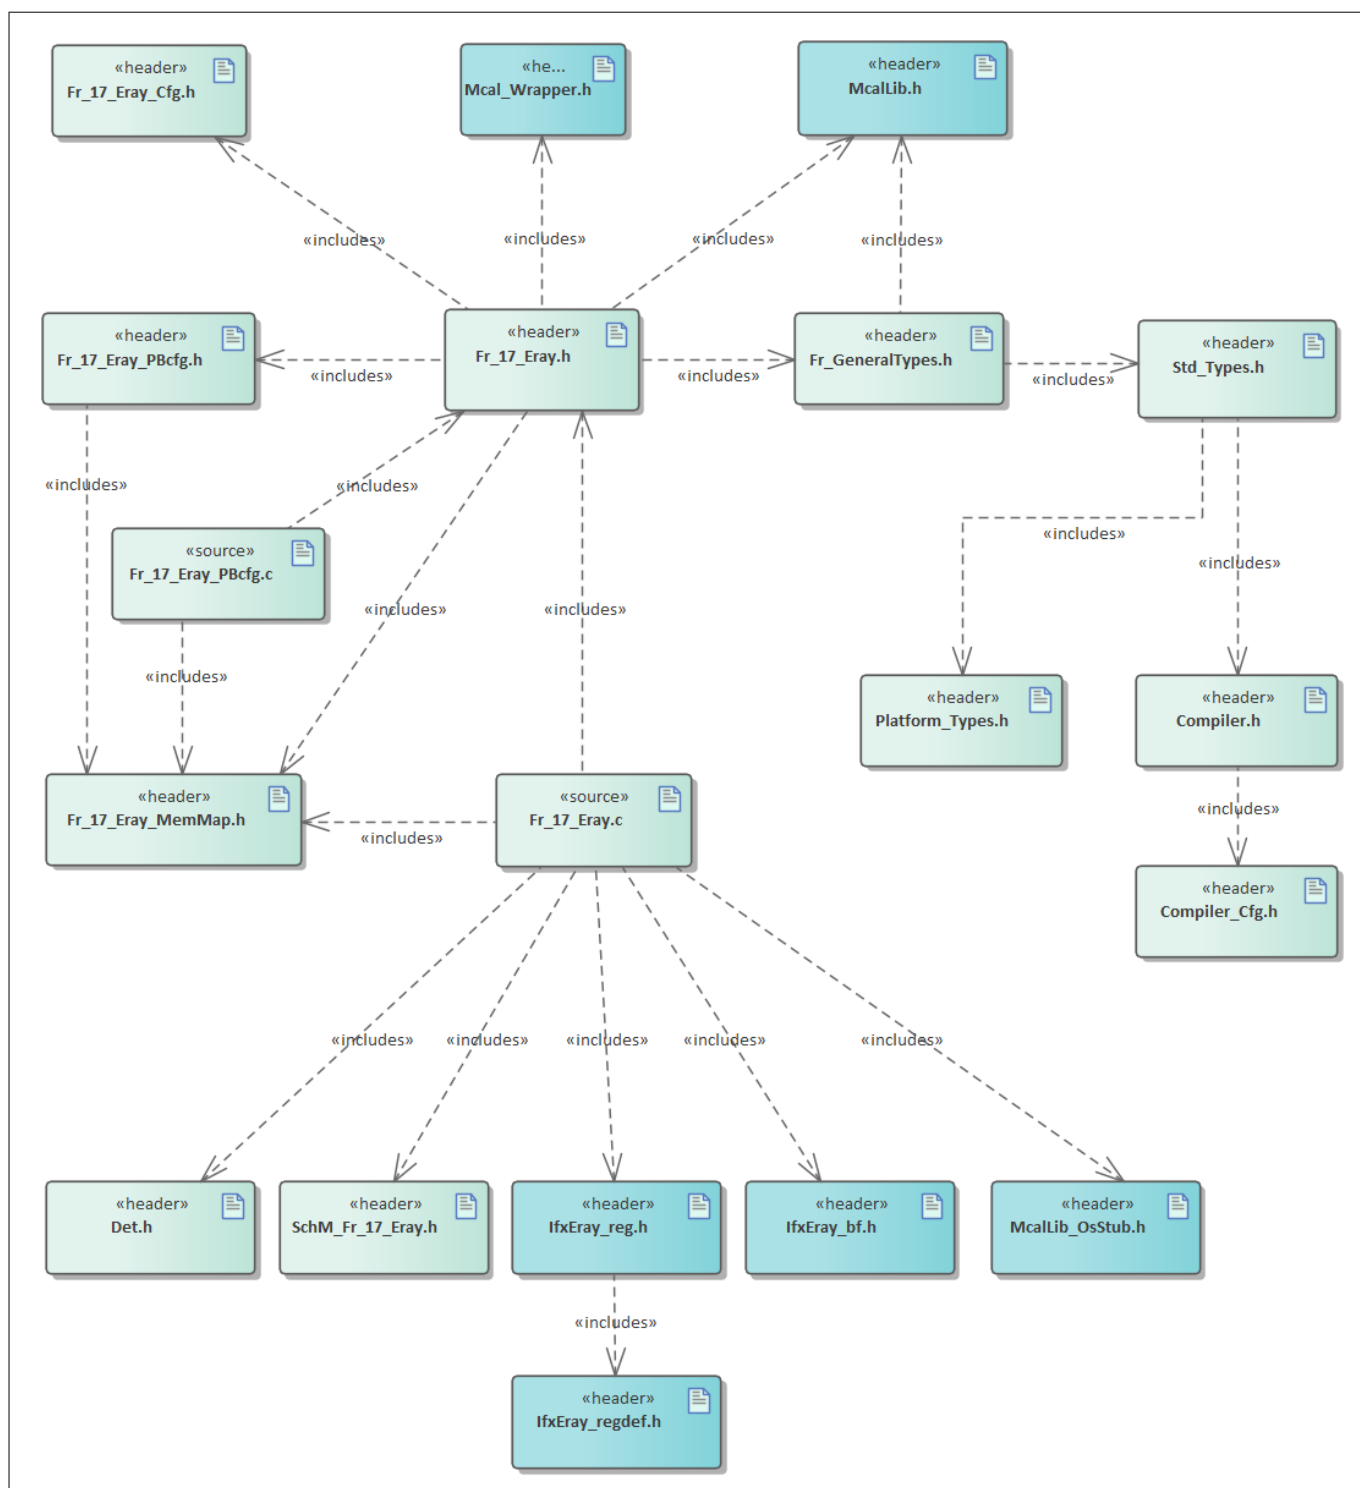 «header»
Fr_17_Eray_Cfg.h
«he...
Mcal_Wrapper.h
«header»
McalLib.h
«includes»
«includes»
«includes»
«includes»
«header»
Fr_17_Eray_PBcfg.h
«header»
Fr_17_Eray.h
«header»
Fr_GeneralTypes.h
«header»
Std_Types.h
«includes»
«includes»
«includes»
«includes»
«includes»
«source»
Fr_17_Eray_PBcfg.c
«includes»
«includes»
«includes»
«includes»
«includes»
«header»
Platform_Types.h
«header»
Compiler.h
«header»
Fr_17_Eray_MemMap.h
«source»
Fr_17_Eray.c
«includes»
«includes»
«header»
Compiler_Cfg.h
«includes»
«includes»
«includes»
«includes»
«includes»
«header»
Det.h
«header»
SchM_Fr_17_Eray.h
«header»
IfxEray_reg.h
«header»
IfxEray_bf.h
«header»
McalLib_OsStub.h
«includes»
«header»
IfxEray_regdef.h